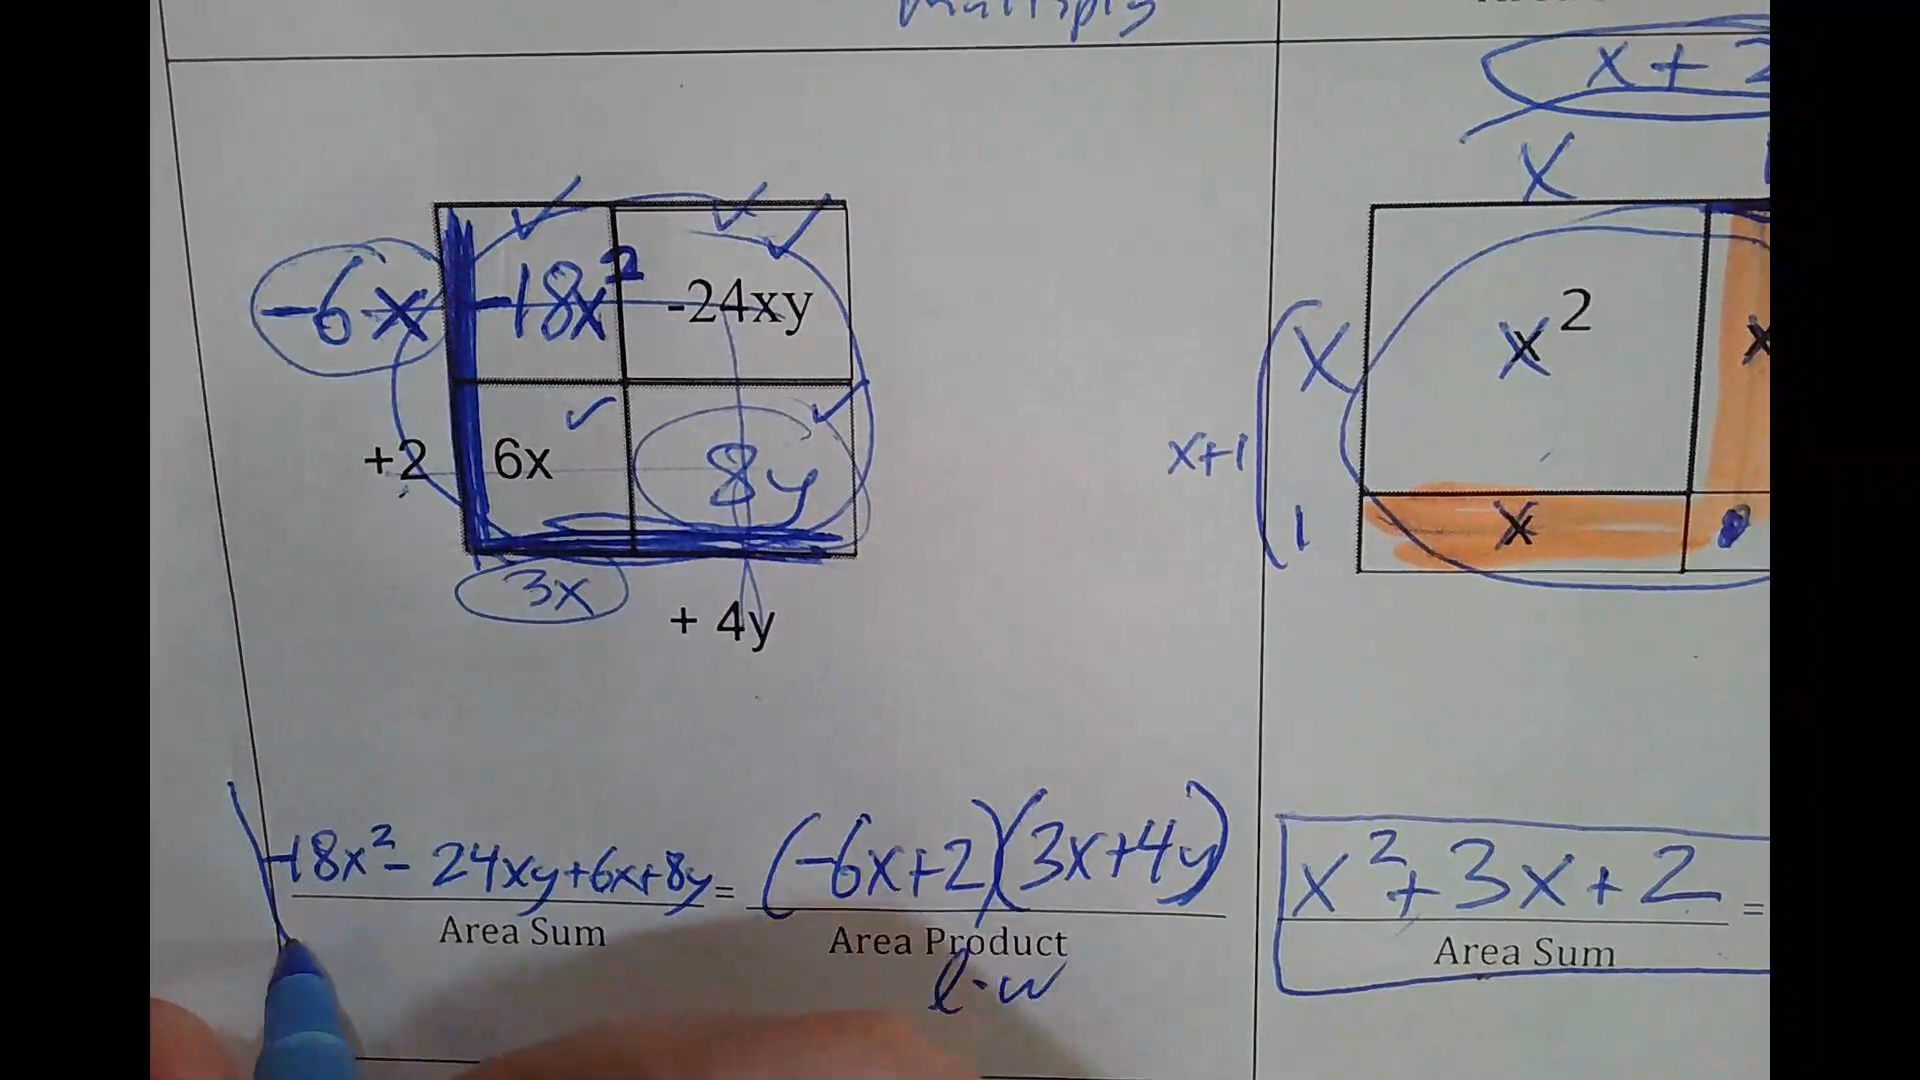 multiply
x + 2
x
-6x -18x² -24xy
+2 6x 8y
3x
+ 4y
x x² x
x+1
1 x
-18x² - 24xy + 6x + 8y = (-6x+2)(3x+4y)
Area Sum Area Product
l·w
x² + 3x + 2 =
Area Sum